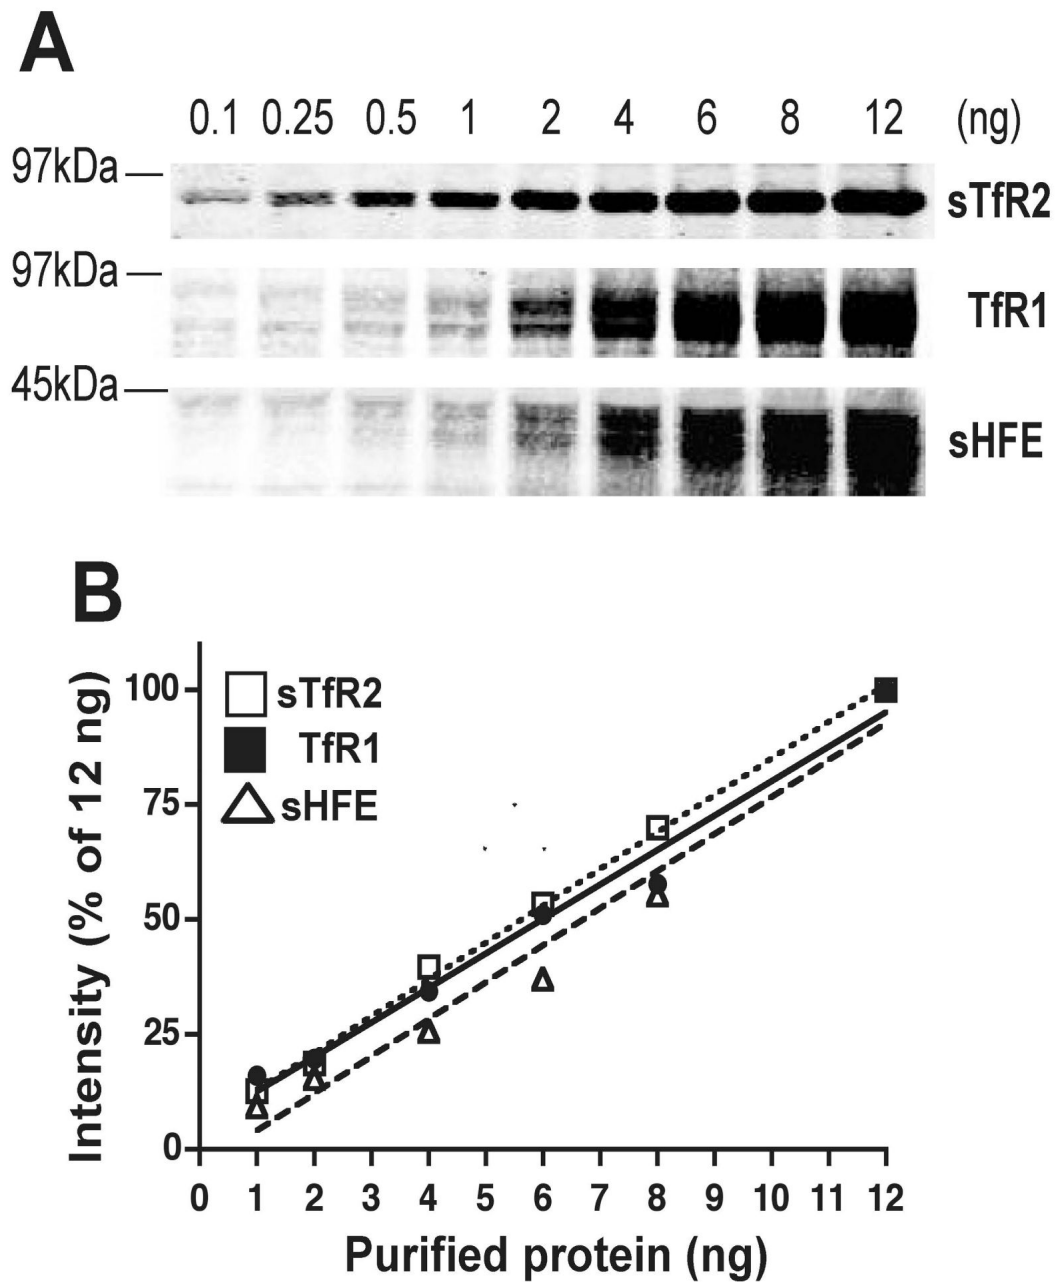 A
0.1 0.25 0.5 1 2 4 6 8 12 (ng)
97kDa
sTfR2
97kDa
TfR1
45kDa
sHFE
B
Intensity (% of 12 ng)
100
75
50
25
0
sTfR2
TfR1
sHFE
0 1 2 3 4 5 6 7 8 9 10 11 12
Purified protein (ng)